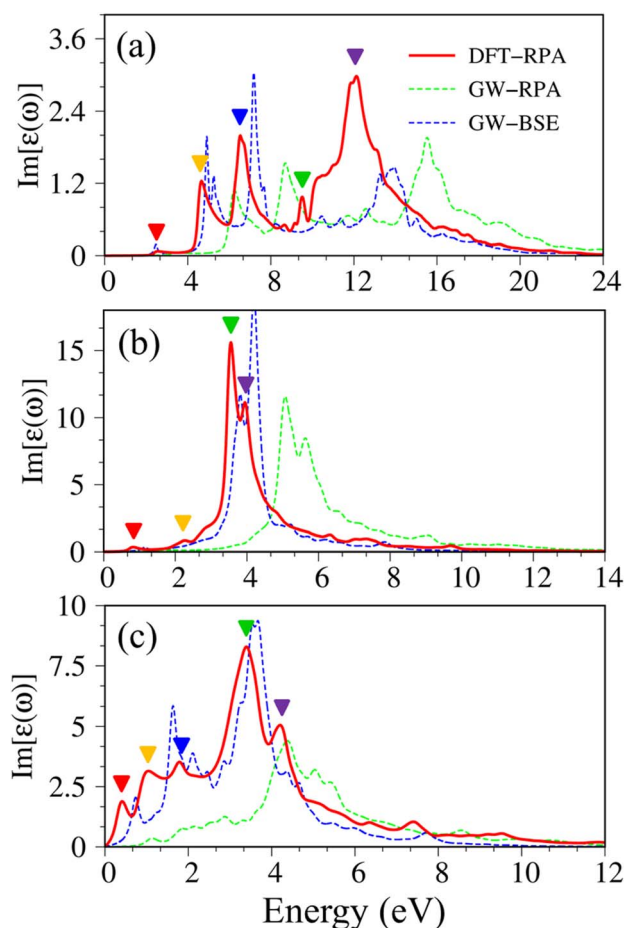 (a)
3.6
2.4
1.2
0
Im[ε(ω)]
DFT−RPA
GW−RPA
GW−BSE
0 4 8 12 16 20 24
(b)
15
10
5
0
Im[ε(ω)]
0 2 4 6 8 10 12 14
(c)
10
7.5
5
2.5
0
Im[ε(ω)]
0 2 4 6 8 10 12
Energy (eV)